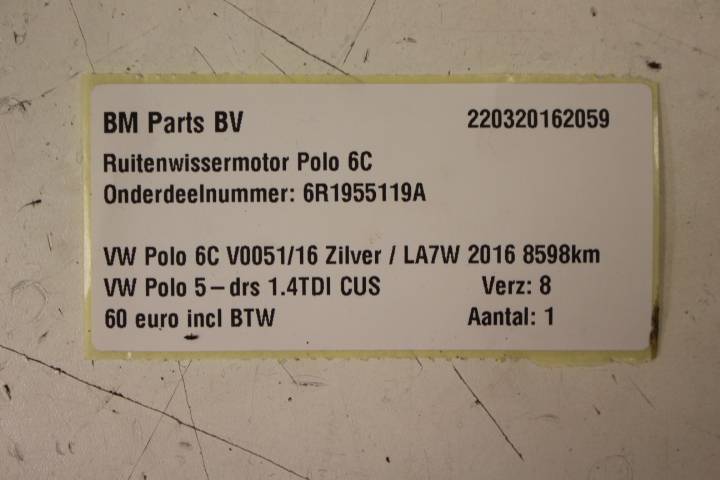 BM Parts BV 220320162059
Ruitenwissermotor Polo 6C
Onderdeelnummer: 6R1955119A
VW Polo 6C V0051/16 Zilver / LA7W 2016 8598km
VW Polo 5-drs 1.4TDI CUS Verz: 8
60 euro incl BTW Aantal: 1